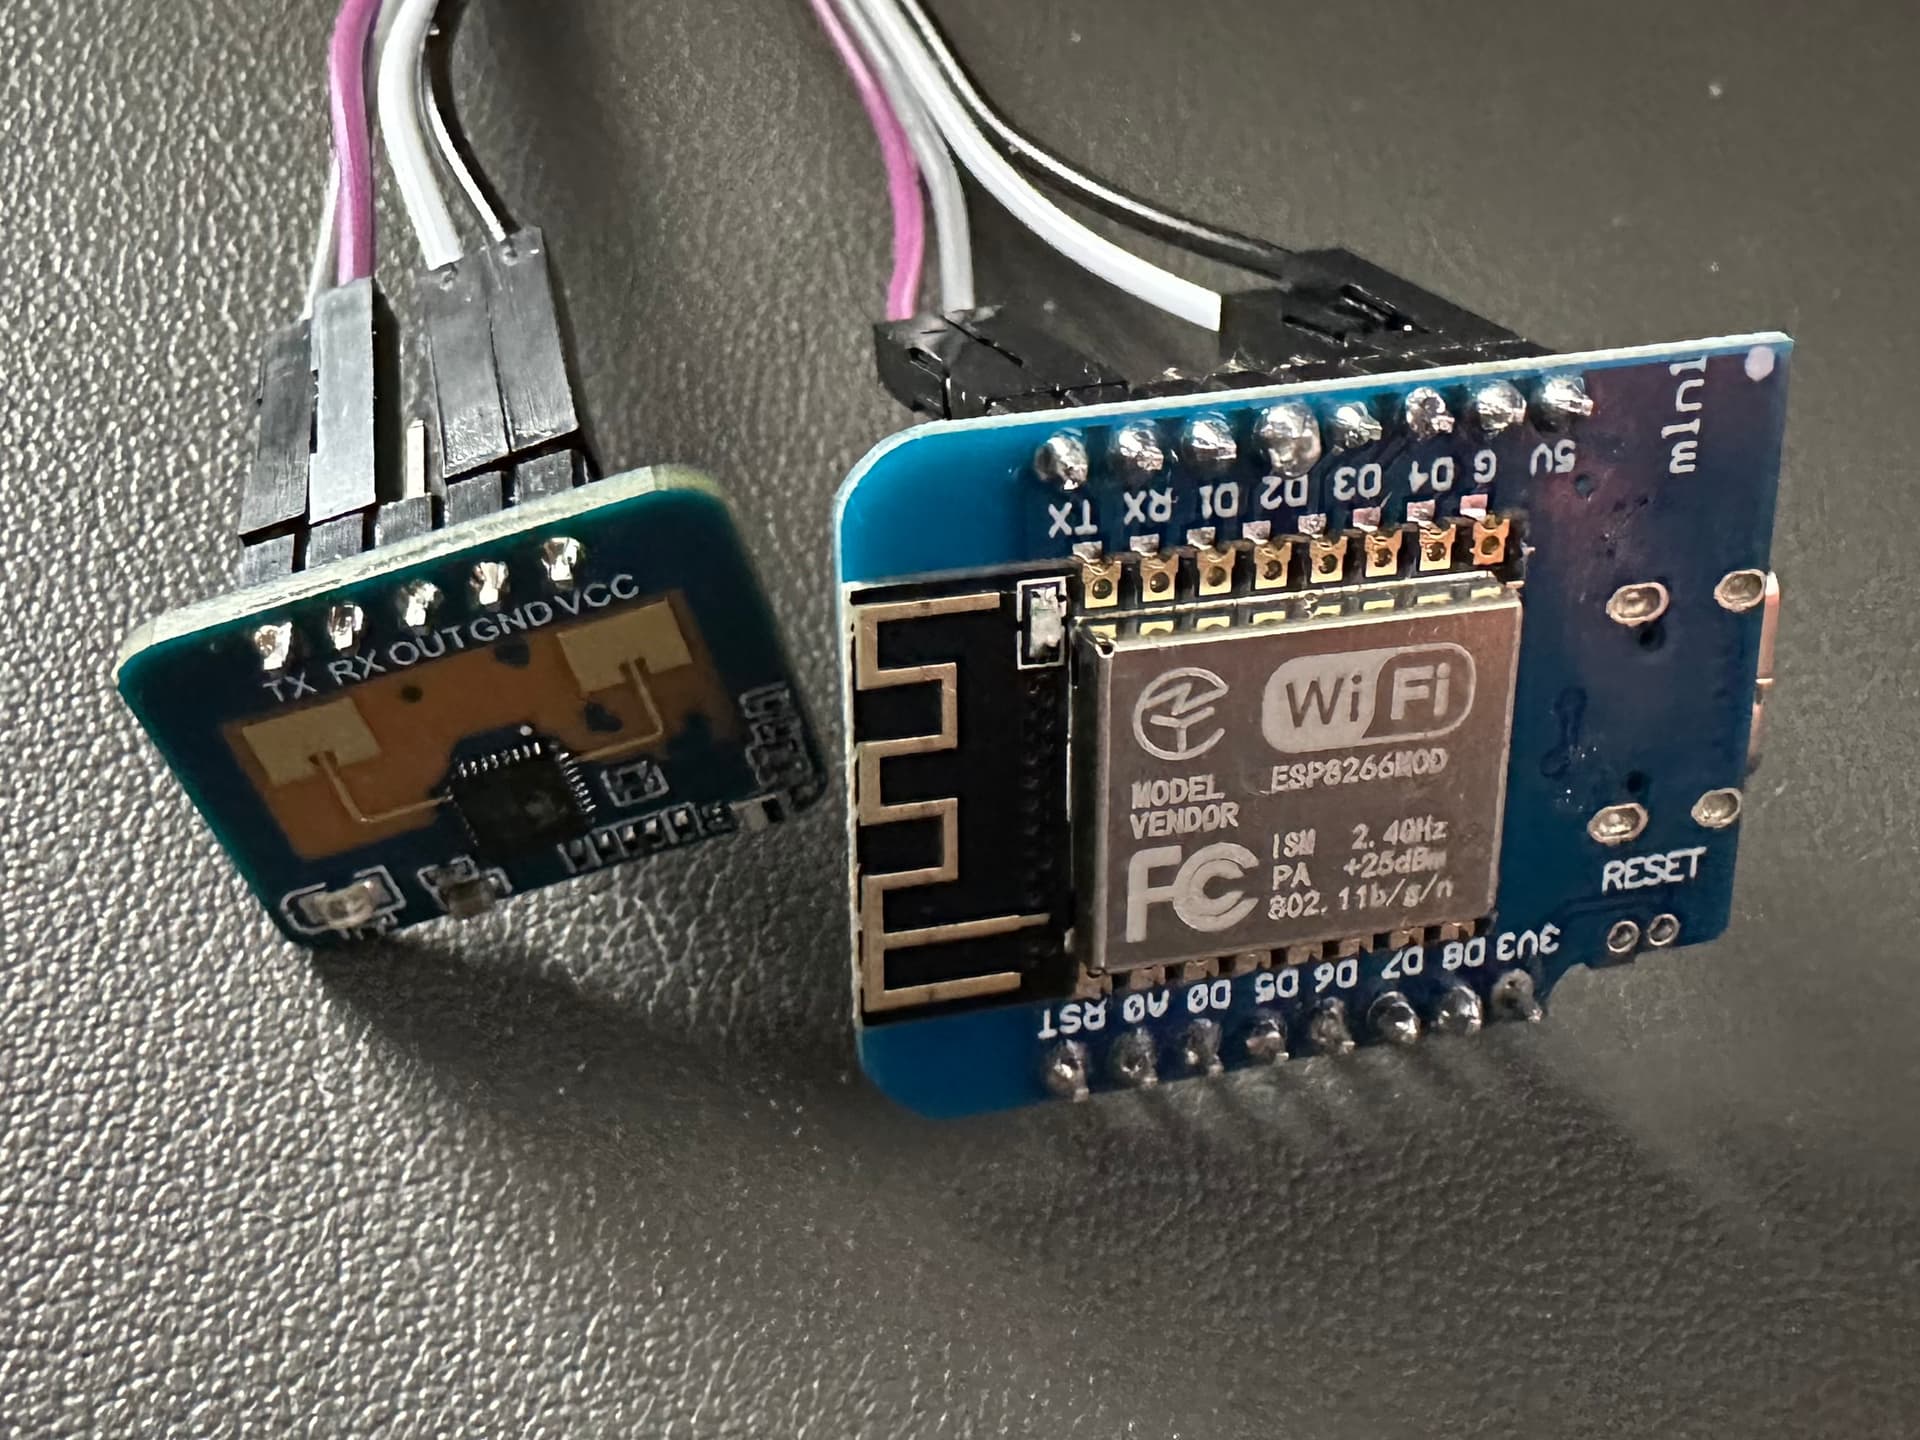 TX RX OUT GND VCC
TX RX D1 D2 D3 D4 G 5V
mini
WiFi
ESP8266MOD
MODEL
VENDOR
ISM 2.4GHz
PA +25dBm
802.11b/g/n
FC
RESET
RST A0 D0 D5 D6 D7 D8 3V3